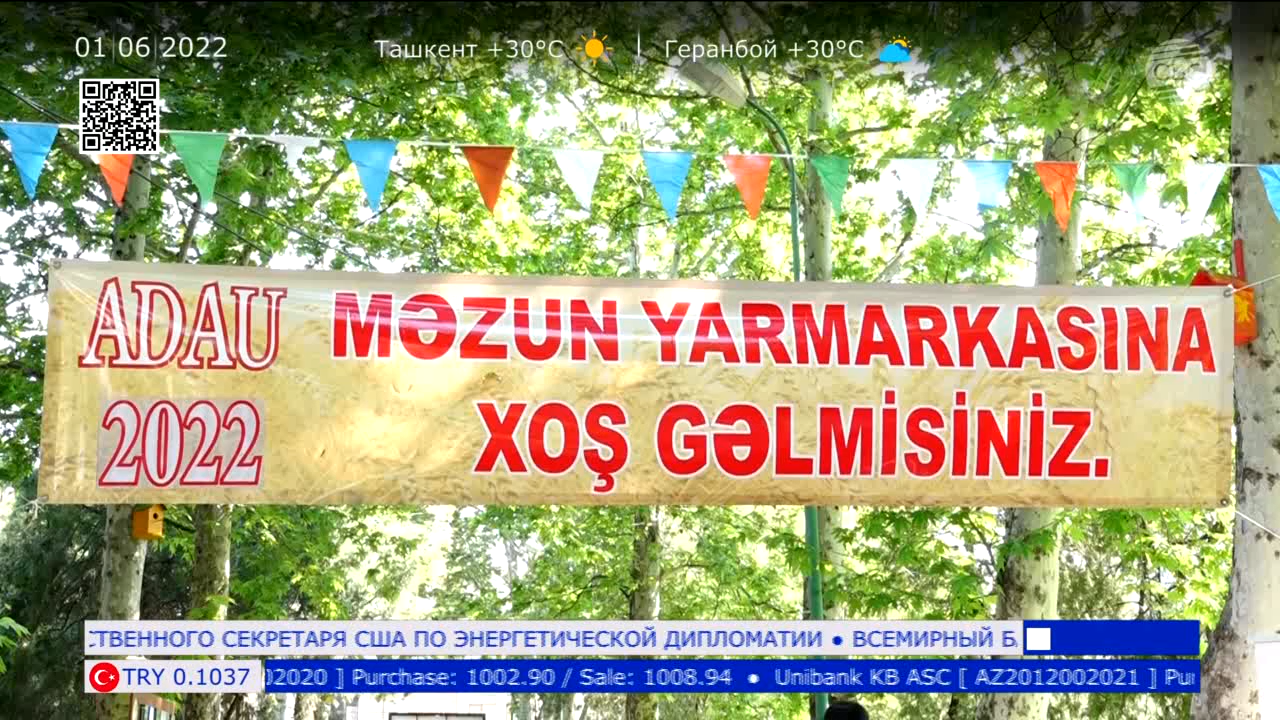 01 06 2022
Ташкент +30°C | Геранбой +30°C
CBC
ADAU MƏZUN YARMARKASINA
2022 XOŞ GƏLMİSİNİZ.
СТВЕННОГО СЕКРЕТАРЯ США ПО ЭНЕРГЕТИЧЕСКОЙ ДИПЛОМАТИИ ● ВСЕМИРНЫЙ
TRY 0.1037 02020 ] Purchase: 1002.90 / Sale: 1008.94 ● Unibank KB ASC [ AZ2012002021 ]